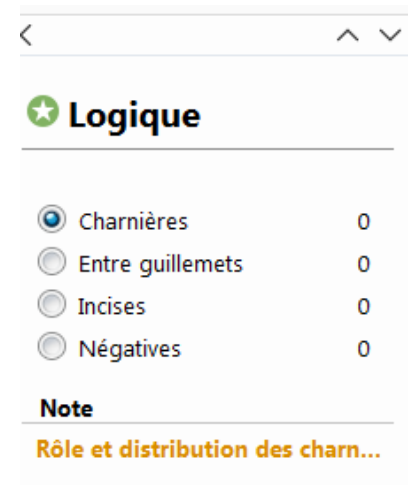 Logique
Charnières 0
Entre guillemets 0
Incises 0
Négatives 0
Note
Rôle et distribution des charn...